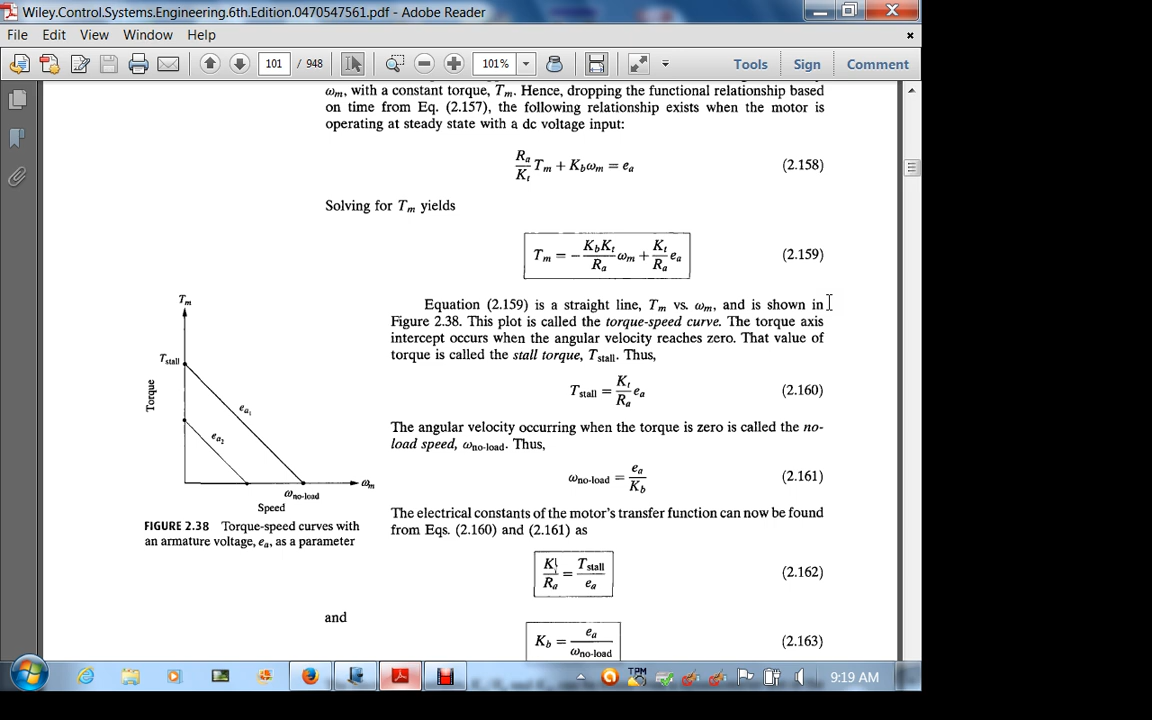 Wiley.Control.Systems.Engineering.6th.Edition.0470547561.pdf - Adobe Reader
File Edit View Window Help
101 / 948 101% Tools Sign Comment
ωm, with a constant torque, Tm. Hence, dropping the functional relationship based
on time from Eq. (2.157), the following relationship exists when the motor is
operating at steady state with a dc voltage input:
Ra/Kt Tm + Kbωm = ea (2.158)
Solving for Tm yields
Tm = − KbKt/Ra ωm + Kt/Ra ea (2.159)
Equation (2.159) is a straight line, Tm vs. ωm, and is shown in
Figure 2.38. This plot is called the torque-speed curve. The torque axis
intercept occurs when the angular velocity reaches zero. That value of
torque is called the stall torque, Tstall. Thus,
Tstall = Kt/Ra ea (2.160)
The angular velocity occurring when the torque is zero is called the no-
load speed, ωno-load. Thus,
ωno-load = ea/Kb (2.161)
The electrical constants of the motor's transfer function can now be found
from Eqs. (2.160) and (2.161) as
Kt/Ra = Tstall/ea (2.162)
and
Kb = ea/ωno-load (2.163)
Tm
Tstall
Torque
ea1
ea2
ωm
ωno-load
Speed
FIGURE 2.38 Torque-speed curves with
an armature voltage, ea, as a parameter
TPM
9:19 AM